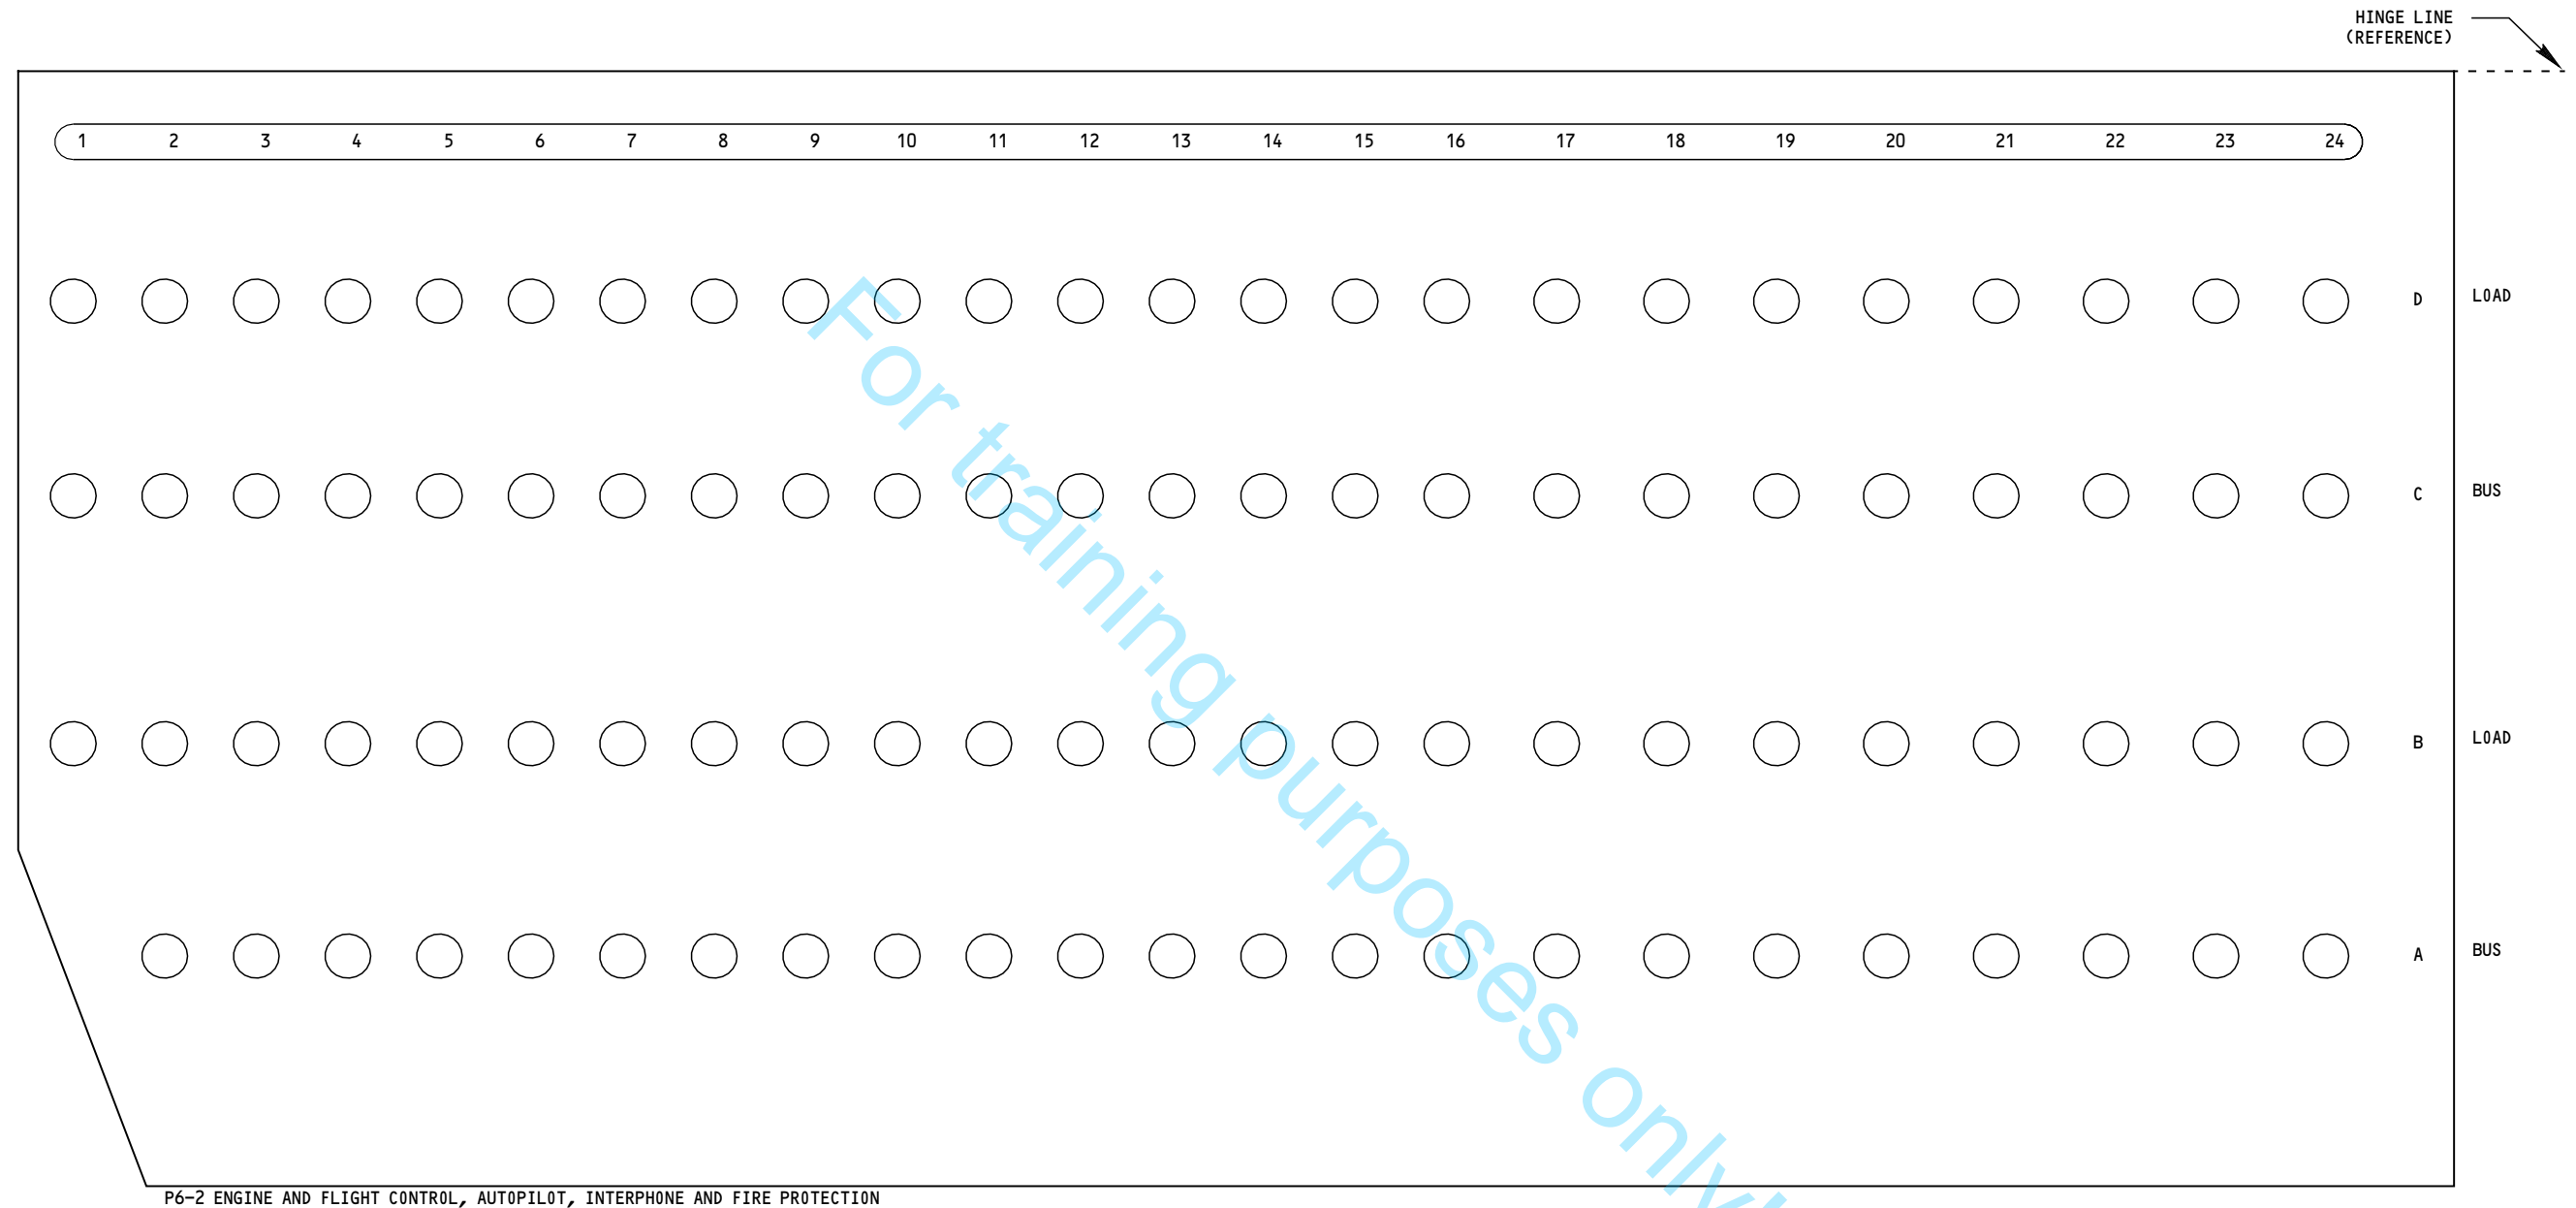 HINGE LINE
(REFERENCE)
1 2 3 4 5 6 7 8 9 10 11 12 13 14 15 16 17 18 19 20 21 22 23 24
D LOAD
C BUS
B LOAD
A BUS
For training purposes only!
P6-2 ENGINE AND FLIGHT CONTROL, AUTOPILOT, INTERPHONE AND FIRE PROTECTION